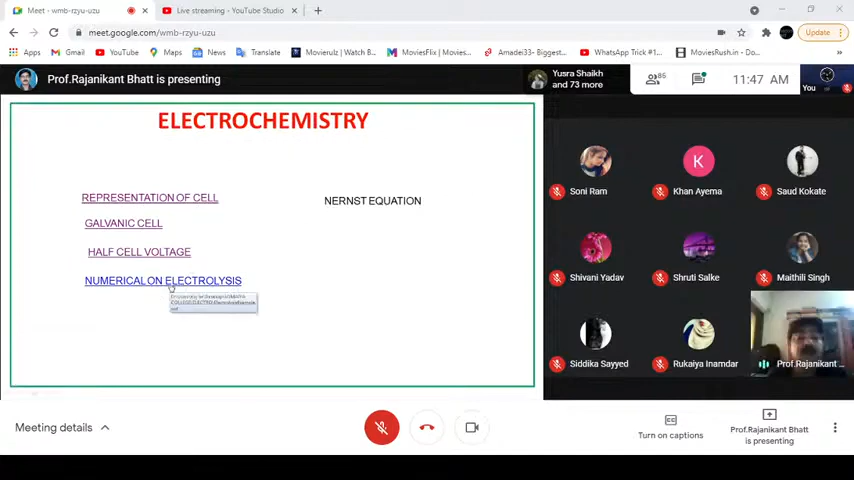 Meet - wmb-rzyu-uzu
Live streaming - YouTube Studio
meet.google.com/wmb-rzyu-uzu
Update
Apps
Gmail
YouTube
Maps
News
Translate
Movierulz | Watch B...
MoviesFlix | Movies...
Amadei33– Biggest...
WhatsApp Trick #1...
MoviesRush.in - Do...
Prof.Rajanikant Bhatt is presenting
Yusra Shaikh
and 73 more
86
11:47 AM
You
ELECTROCHEMISTRY
REPRESENTATION OF CELL
NERNST EQUATION
GALVANIC CELL
HALF CELL VOLTAGE
NUMERICAL ON ELECTROLYSIS
Soni Ram
K
Khan Ayema
Saud Kokate
Shivani Yadav
Shruti Salke
Maithili Singh
Siddika Sayyed
Rukaiya Inamdar
Prof.Rajanikant ...
Meeting details
Turn on captions
Prof.Rajanikant Bhatt
is presenting